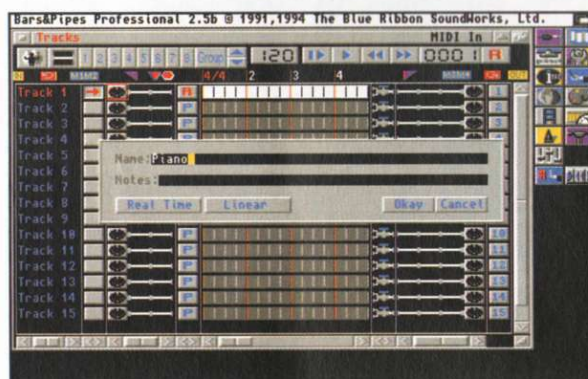 Bars&Pipes Professional 2.5b © 1991,1994 The Blue Ribbon SoundWorks, Ltd.
Tracks MIDI In
1 2 3 4 5 6 7 8 Group 120 0001 R
IN 4/4 2 3 4 OUT
Track 1 R 1
Track 2 P
Track 3 P
Track 4
Track 5
Name:Piano
Track 6
Notes:
Track 7
Track 8
Real Time Linear Okay Cancel
Track 9
Track 10 P 10
Track 11 P 11
Track 12 P 12
Track 13 P 13
Track 14 P 14
Track 15 P 15